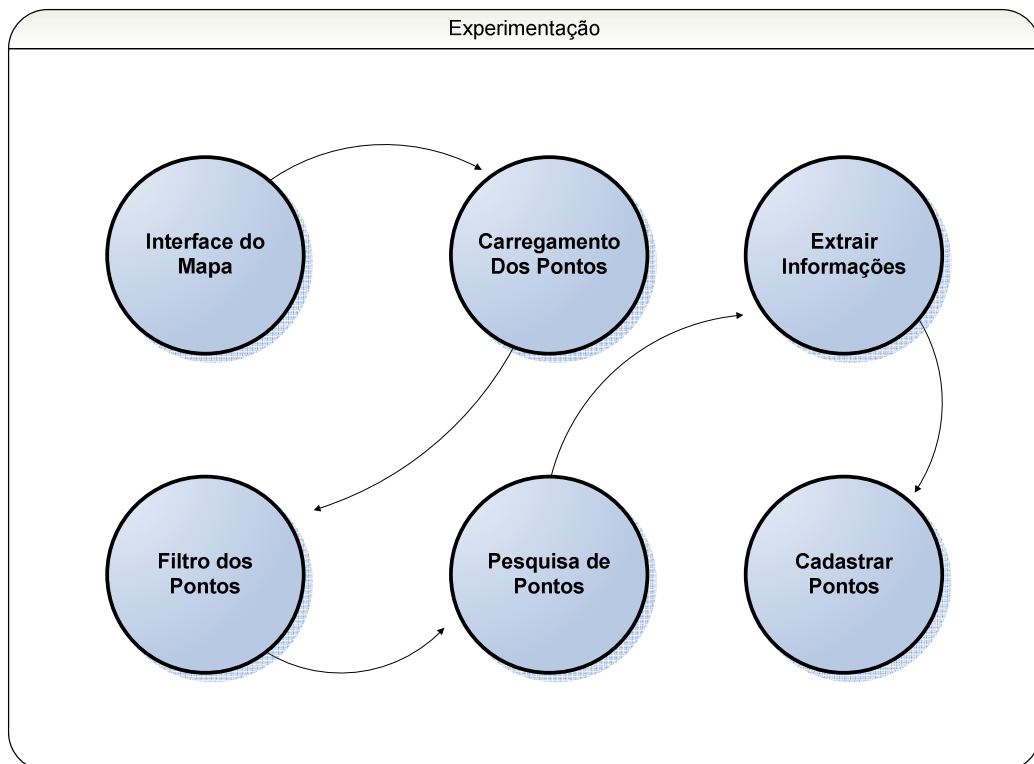 Experimentação
Interface do
Mapa
Carregamento
Dos Pontos
Extrair
Informações
Filtro dos
Pontos
Pesquisa de
Pontos
Cadastrar
Pontos